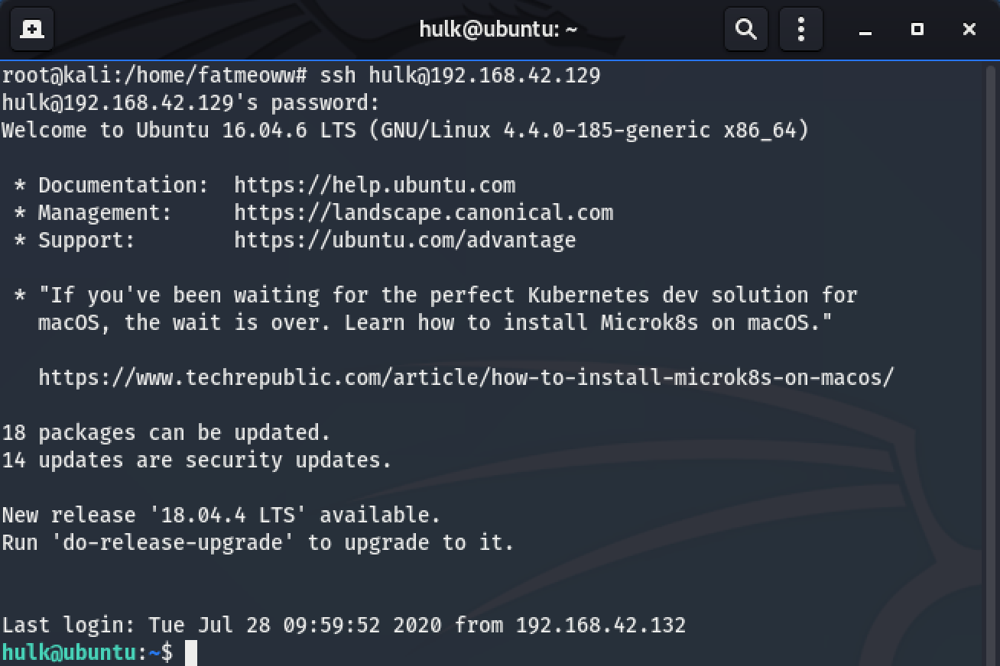 hulk@ubuntu: ~
root@kali:/home/fatmeoww# ssh hulk@192.168.42.129
hulk@192.168.42.129's password:
Welcome to Ubuntu 16.04.6 LTS (GNU/Linux 4.4.0-185-generic x86_64)
* Documentation:  https://help.ubuntu.com
* Management:     https://landscape.canonical.com
* Support:        https://ubuntu.com/advantage
* "If you've been waiting for the perfect Kubernetes dev solution for
macOS, the wait is over. Learn how to install Microk8s on macOS."
https://www.techrepublic.com/article/how-to-install-microk8s-on-macos/
18 packages can be updated.
14 updates are security updates.
New release '18.04.4 LTS' available.
Run 'do-release-upgrade' to upgrade to it.
Last login: Tue Jul 28 09:59:52 2020 from 192.168.42.132
hulk@ubuntu:~$